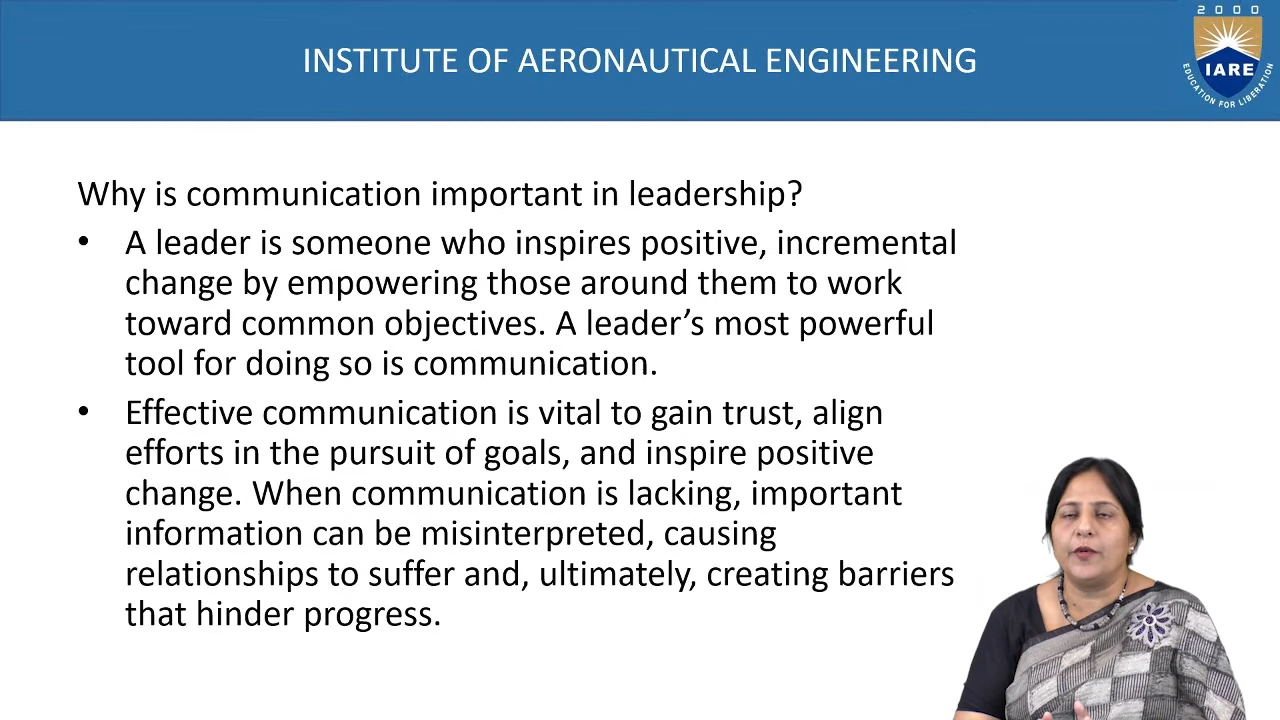 2000
INSTITUTE OF AERONAUTICAL ENGINEERING
IARE
EDUCATION FOR LIBERATION
Why is communication important in leadership?
• A leader is someone who inspires positive, incremental
change by empowering those around them to work
toward common objectives. A leader’s most powerful
tool for doing so is communication.
• Effective communication is vital to gain trust, align
efforts in the pursuit of goals, and inspire positive
change. When communication is lacking, important
information can be misinterpreted, causing
relationships to suffer and, ultimately, creating barriers
that hinder progress.